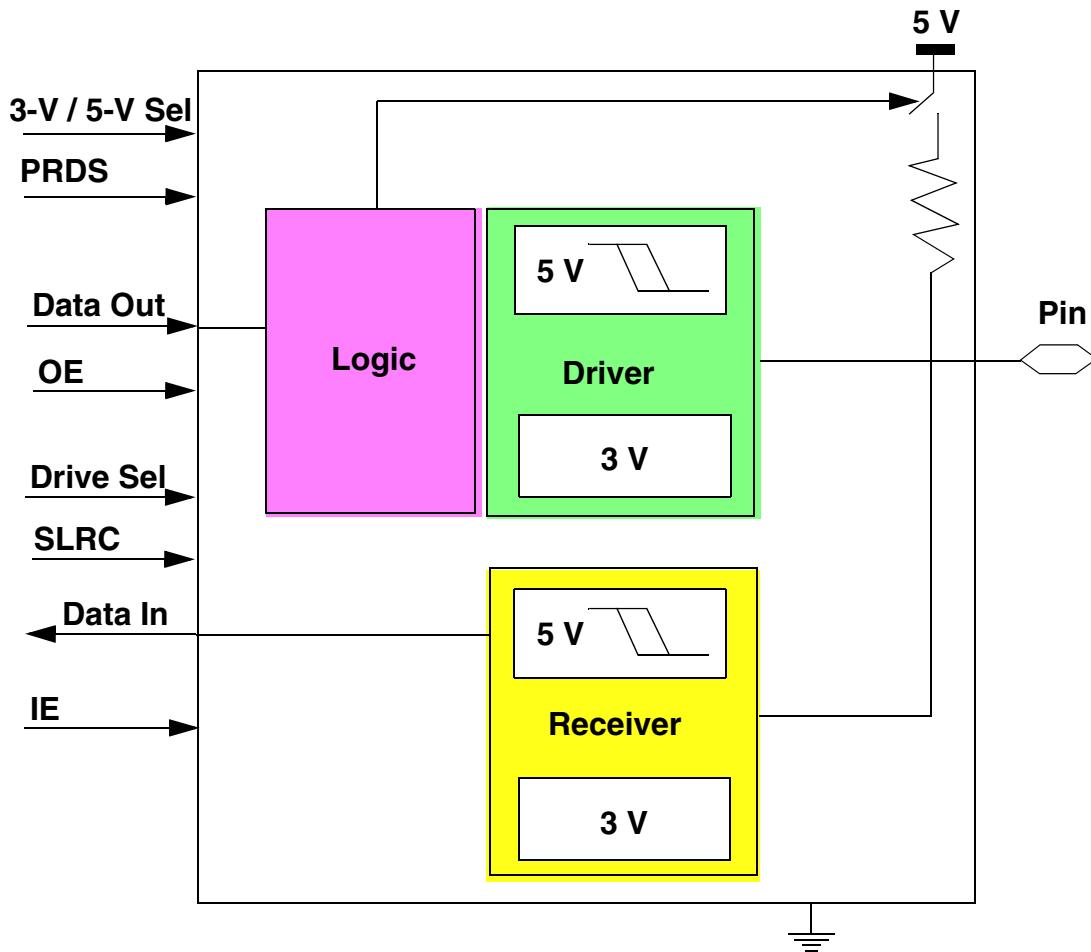 5 V
3-V / 5-V Sel
PRDS
Data Out
OE
Drive Sel
SLRC
Data In
IE
Logic
5 V
Driver
3 V
5 V
Receiver
3 V
Pin